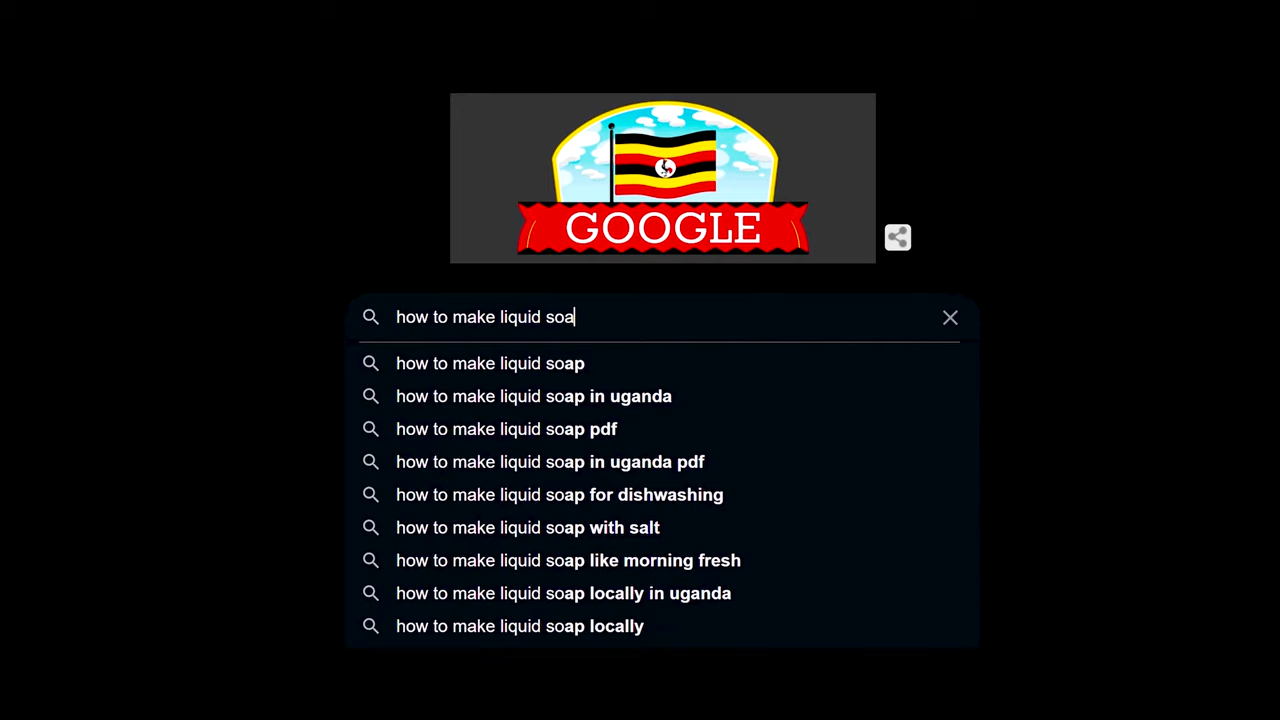 GOOGLE
how to make liquid soa
how to make liquid soap
how to make liquid soap in uganda
how to make liquid soap pdf
how to make liquid soap in uganda pdf
how to make liquid soap for dishwashing
how to make liquid soap with salt
how to make liquid soap like morning fresh
how to make liquid soap locally in uganda
how to make liquid soap locally